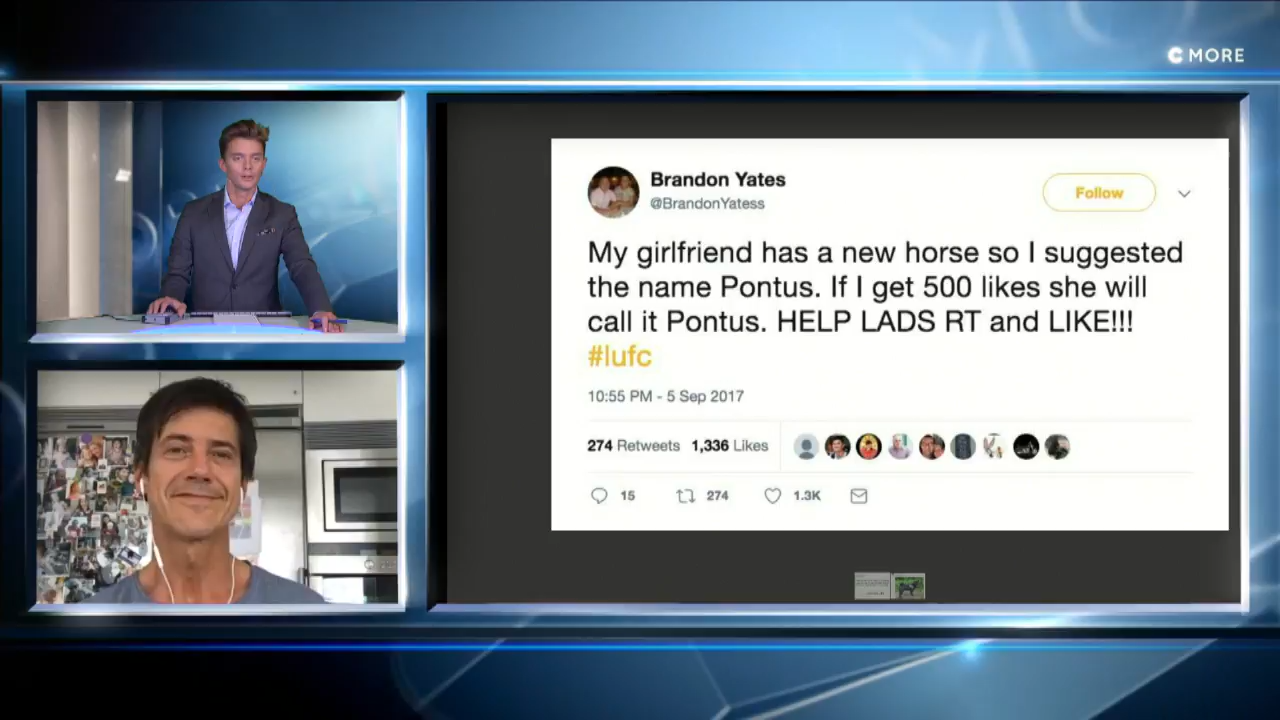 C MORE
Brandon Yates
@BrandonYatess
Follow
My girlfriend has a new horse so I suggested
the name Pontus. If I get 500 likes she will
call it Pontus. HELP LADS RT and LIKE!!!
#lufc
10:55 PM - 5 Sep 2017
274 Retweets 1,336 Likes
15 274 1.3K